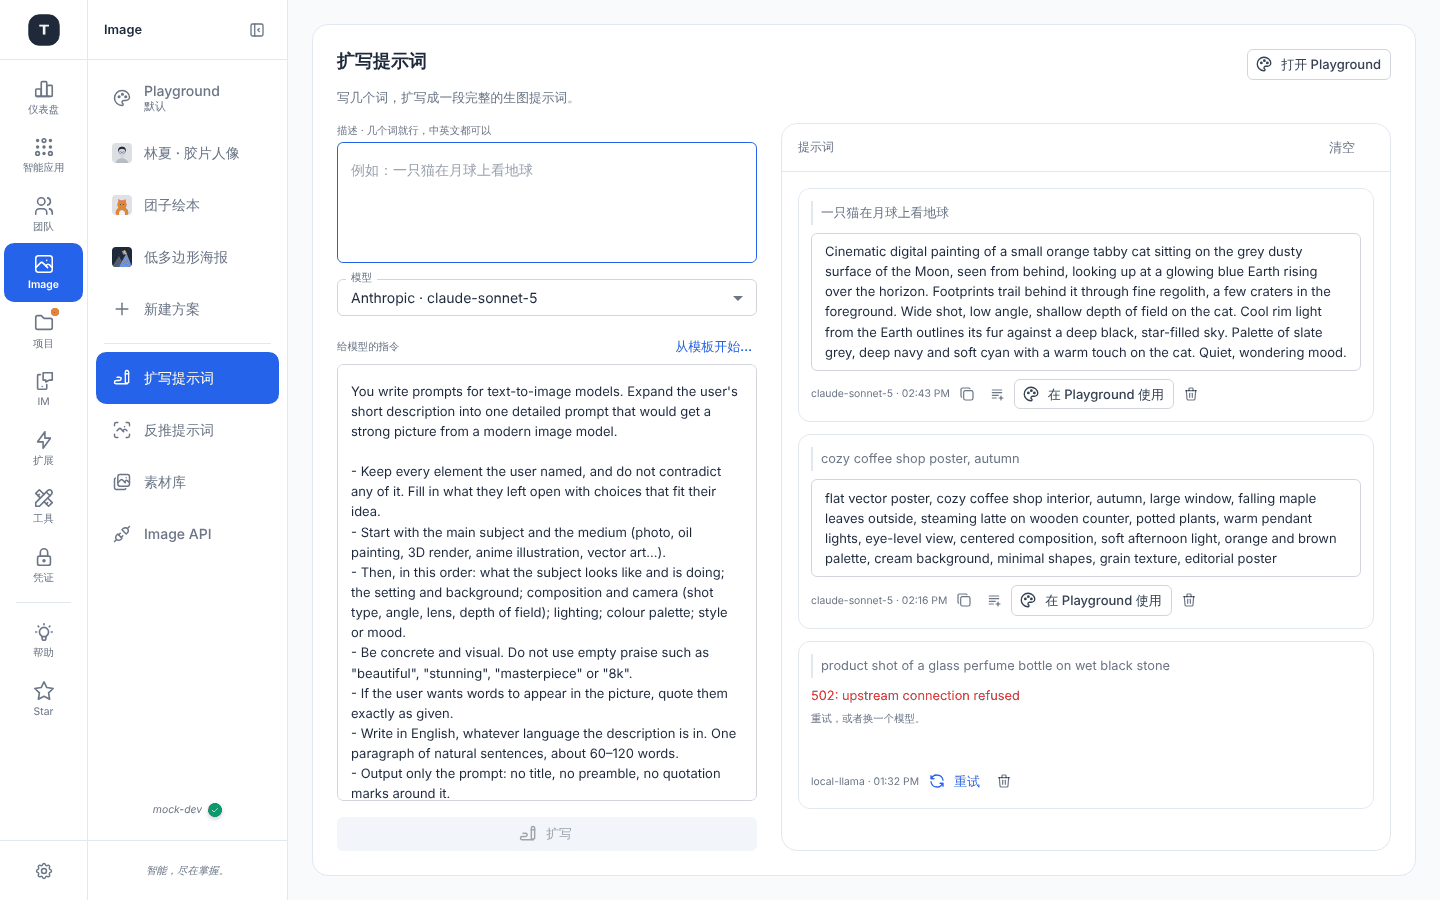 T
Image
仪表盘
智能应用
团队
Image
项目
IM
扩展
工具
凭证
帮助
Star
Playground
默认
林夏 · 胶片人像
团子绘本
低多边形海报
新建方案
扩写提示词
反推提示词
素材库
Image API
mock-dev
智能，尽在掌握。
扩写提示词
打开 Playground
写几个词，扩写成一段完整的生图提示词。
描述 · 几个词就行，中英文都可以
例如：一只猫在月球上看地球
模型
Anthropic · claude-sonnet-5
给模型的指令
从模板开始...
You write prompts for text-to-image models. Expand the user's
short description into one detailed prompt that would get a
strong picture from a modern image model.
- Keep every element the user named, and do not contradict
any of it. Fill in what they left open with choices that fit their
idea.
- Start with the main subject and the medium (photo, oil
painting, 3D render, anime illustration, vector art...).
- Then, in this order: what the subject looks like and is doing;
the setting and background; composition and camera (shot
type, angle, lens, depth of field); lighting; colour palette; style
or mood.
- Be concrete and visual. Do not use empty praise such as
"beautiful", "stunning", "masterpiece" or "8k".
- If the user wants words to appear in the picture, quote them
exactly as given.
- Write in English, whatever language the description is in. One
paragraph of natural sentences, about 60–120 words.
- Output only the prompt: no title, no preamble, no quotation
marks around it.
扩写
提示词
清空
一只猫在月球上看地球
Cinematic digital painting of a small orange tabby cat sitting on the grey dusty
surface of the Moon, seen from behind, looking up at a glowing blue Earth rising
over the horizon. Footprints trail behind it through fine regolith, a few craters in the
foreground. Wide shot, low angle, shallow depth of field on the cat. Cool rim light
from the Earth outlines its fur against a deep black, star-filled sky. Palette of slate
grey, deep navy and soft cyan with a warm touch on the cat. Quiet, wondering mood.
claude-sonnet-5 · 02:43 PM
在 Playground 使用
cozy coffee shop poster, autumn
flat vector poster, cozy coffee shop interior, autumn, large window, falling maple
leaves outside, steaming latte on wooden counter, potted plants, warm pendant
lights, eye-level view, centered composition, soft afternoon light, orange and brown
palette, cream background, minimal shapes, grain texture, editorial poster
claude-sonnet-5 · 02:16 PM
在 Playground 使用
product shot of a glass perfume bottle on wet black stone
502: upstream connection refused
重试，或者换一个模型。
local-llama · 01:32 PM
重试